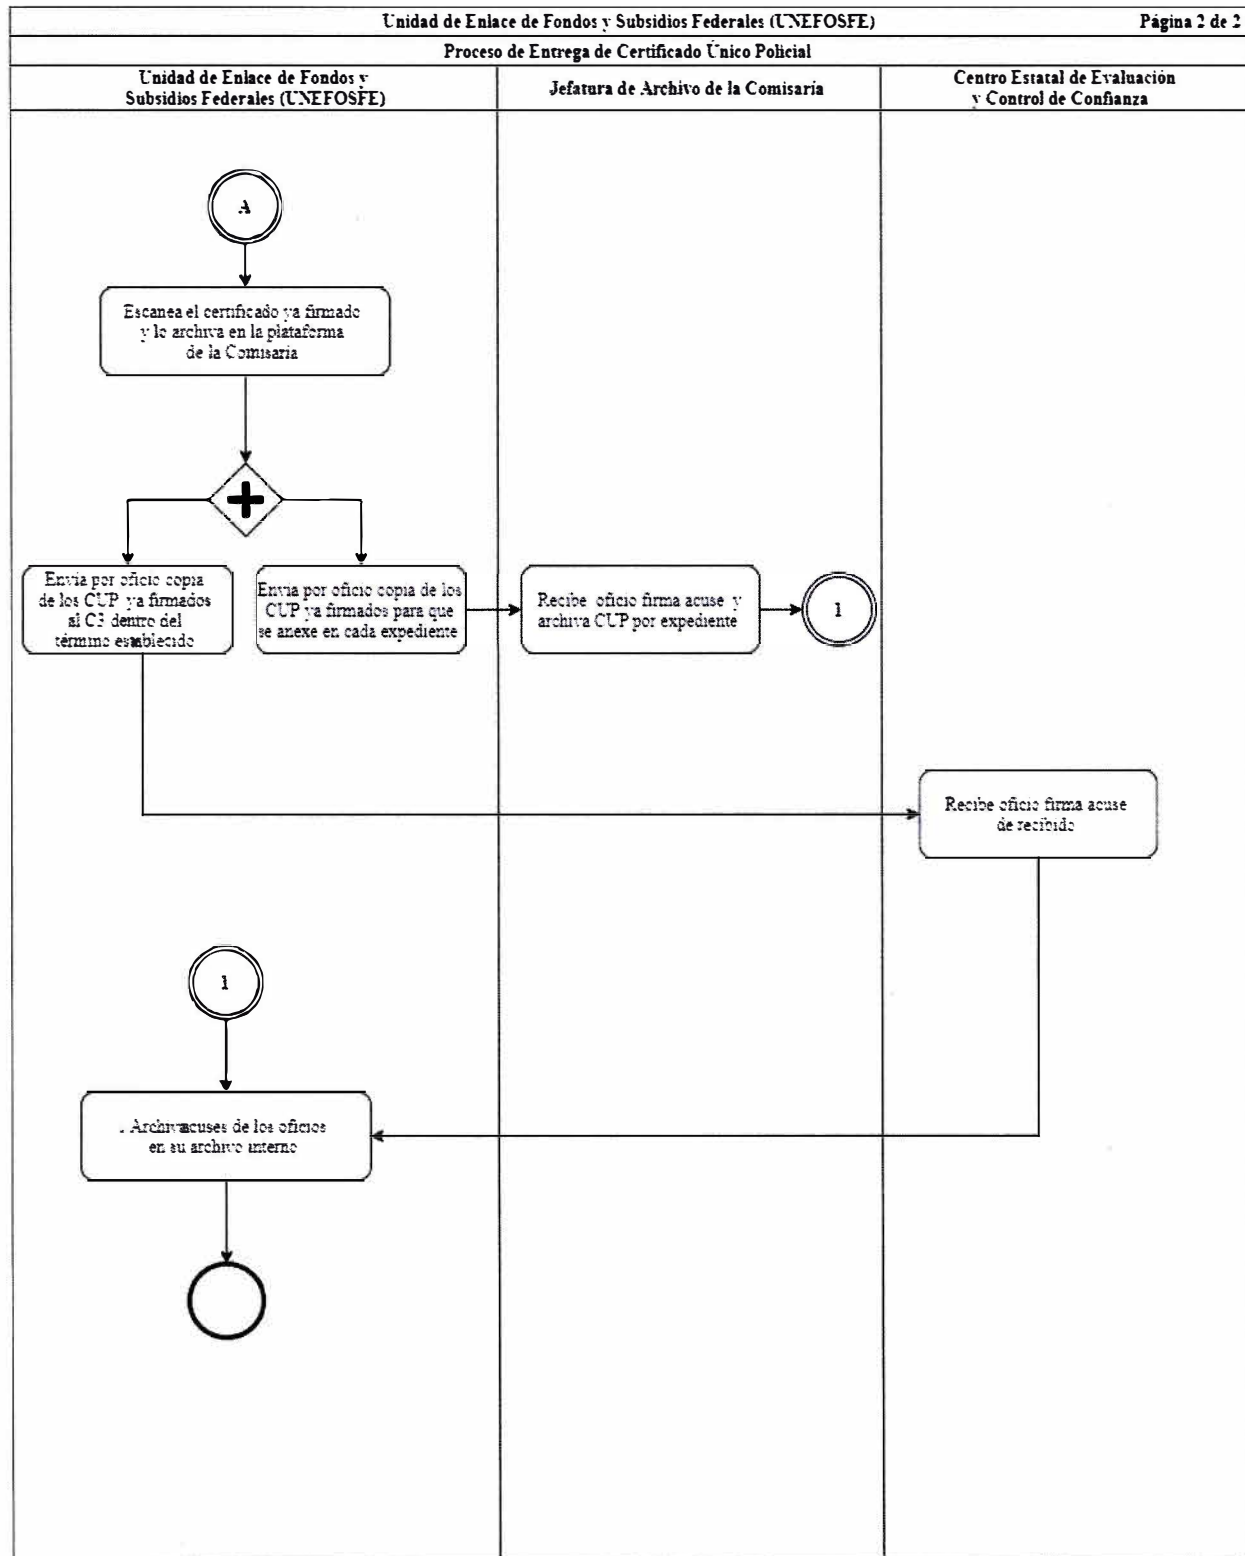 Unidad de Enlace de Fondos y Subsidios Federales (UNEFOSFE) Página 2 de 2
Proceso de Entrega de Certificado Único Policial
Unidad de Enlace de Fondos y
Subsidios Federales (UNEFOSFE)
Jefatura de Archivo de la Comisaría
Centro Estatal de Evaluación
y Control de Confianza
A
Escanea el certificado ya firmado
y lo archiva en la plataforma
de la Comisaría
Envía por oficio copia
de los CUP ya firmados
al C3 dentro del
término establecido
Envía por oficio copia de los
CUP ya firmados para que
se anexe en cada expediente
Recibe oficio firma acuse y
archiva CUP por expediente
1
Recibe oficio firma acuse
de recibido
1
. Archivacuses de los oficios
en su archivo interno